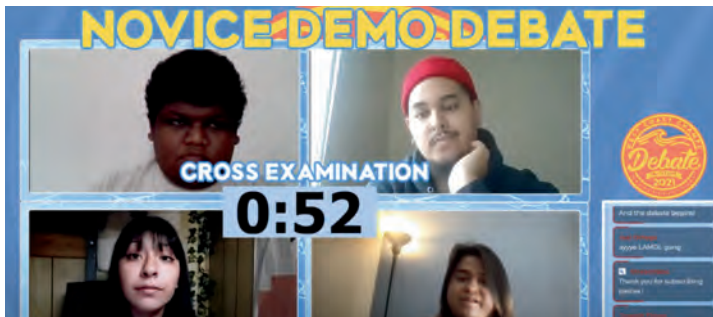 NOVICE DEMO DEBATE
CROSS EXAMINATION
0:52
Debate
2021
And the debate begins!
ayyye LAMDL gang
Thank you for subscribing